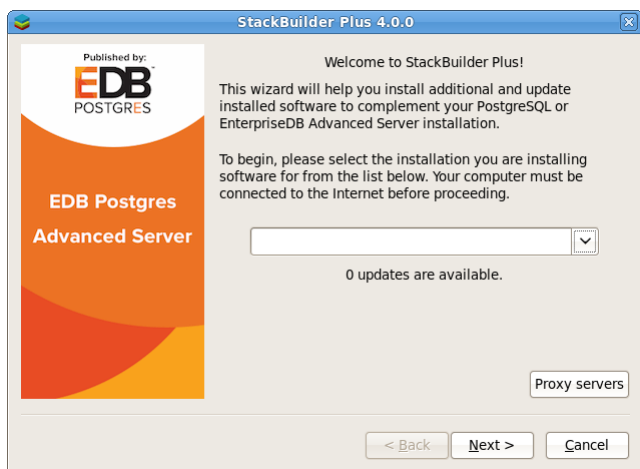 StackBuilder Plus 4.0.0
Published by:
EDB
POSTGRES
EDB Postgres
Advanced Server
Welcome to StackBuilder Plus!
This wizard will help you install additional and update
installed software to complement your PostgreSQL or
EnterpriseDB Advanced Server installation.
To begin, please select the installation you are installing
software for from the list below. Your computer must be
connected to the Internet before proceeding.
0 updates are available.
Proxy servers
< Back
Next >
Cancel